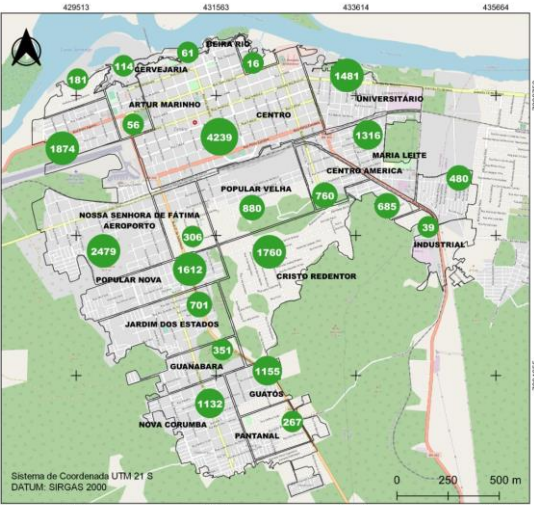 429513 431563 433614 435664
BEIRA RIO
61
114
CERVEJARIA
16
181
1481
ARTUR MARINHO
UNIVERSITÁRIO
56
CENTRO
4239
1316
1874
MARIA LEITE
CENTRO AMERICA
480
POPULAR VELHA
760
880
685
NOSSA SENHORA DE FÁTIMA
AEROPORTO
39
306
INDUSTRIAL
2479
1760
1612
CRISTO REDENTOR
POPULAR NOVA
701
JARDIM DOS ESTADOS
351
GUANABARA
1155
GUATÓS
1132
NOVA CORUMBA
267
PANTANAL
Sistema de Coordenada UTM 21 S
DATUM: SIRGAS 2000
0 250 500 m